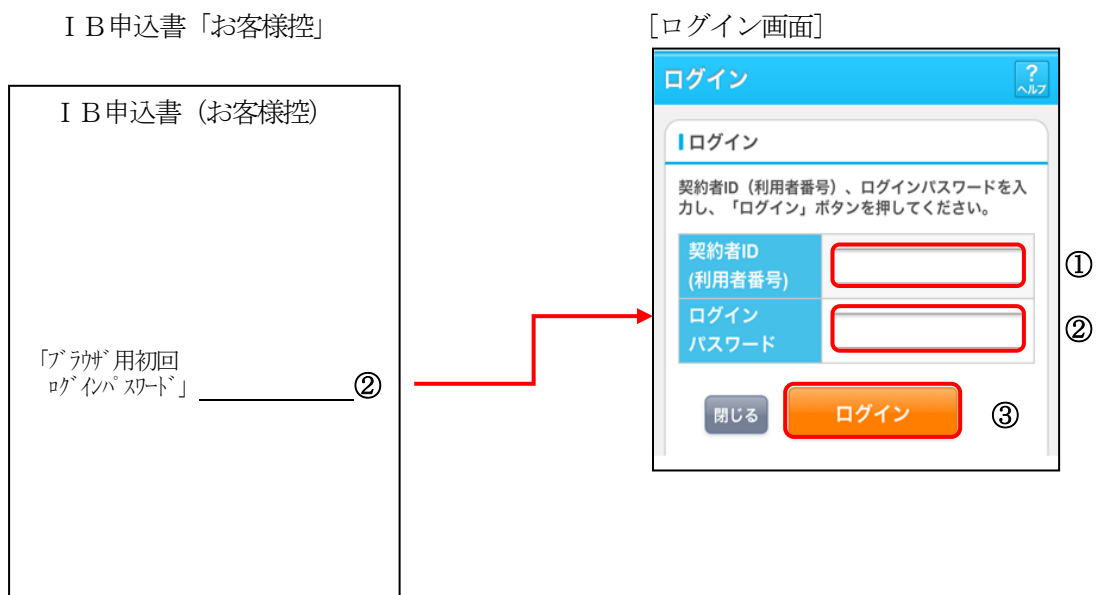 ＩＢ申込書「お客様控」
ＩＢ申込書（お客様控）
「ﾌﾞﾗｳｻﾞ用初回
ﾛｸﾞｲﾝﾊﾟｽﾜｰﾄﾞ」＿＿＿＿＿＿②
[ログイン画面]
ログイン
?
ヘルプ
ログイン
契約者ID（利用者番号）、ログインパスワードを入
力し、「ログイン」ボタンを押してください。
契約者ID
(利用者番号)
①
ログイン
パスワード
②
閉じる ログイン ③